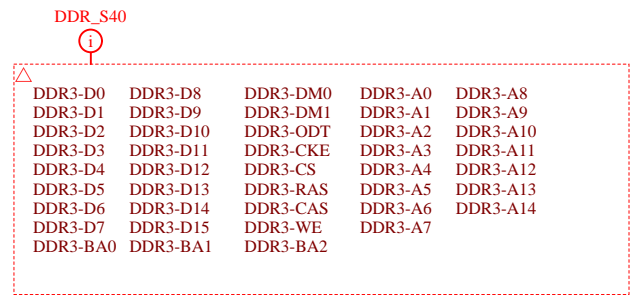 DDR_S40
i
DDR3-D0 DDR3-D8 DDR3-DM0 DDR3-A0 DDR3-A8
DDR3-D1 DDR3-D9 DDR3-DM1 DDR3-A1 DDR3-A9
DDR3-D2 DDR3-D10 DDR3-ODT DDR3-A2 DDR3-A10
DDR3-D3 DDR3-D11 DDR3-CKE DDR3-A3 DDR3-A11
DDR3-D4 DDR3-D12 DDR3-CS DDR3-A4 DDR3-A12
DDR3-D5 DDR3-D13 DDR3-RAS DDR3-A5 DDR3-A13
DDR3-D6 DDR3-D14 DDR3-CAS DDR3-A6 DDR3-A14
DDR3-D7 DDR3-D15 DDR3-WE DDR3-A7
DDR3-BA0 DDR3-BA1 DDR3-BA2